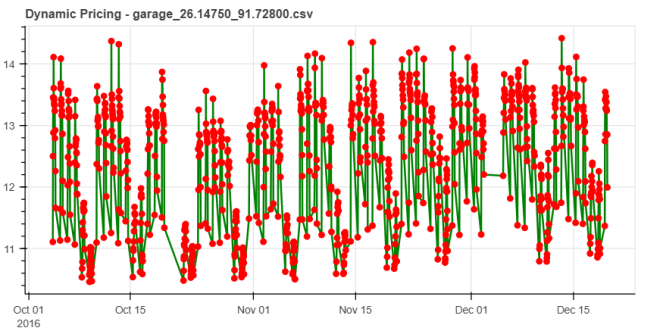 Dynamic Pricing - garage_26.14750_91.72800.csv
14
13
12
11
Oct 01 Oct 15 Nov 01 Nov 15 Dec 01 Dec 15
2016